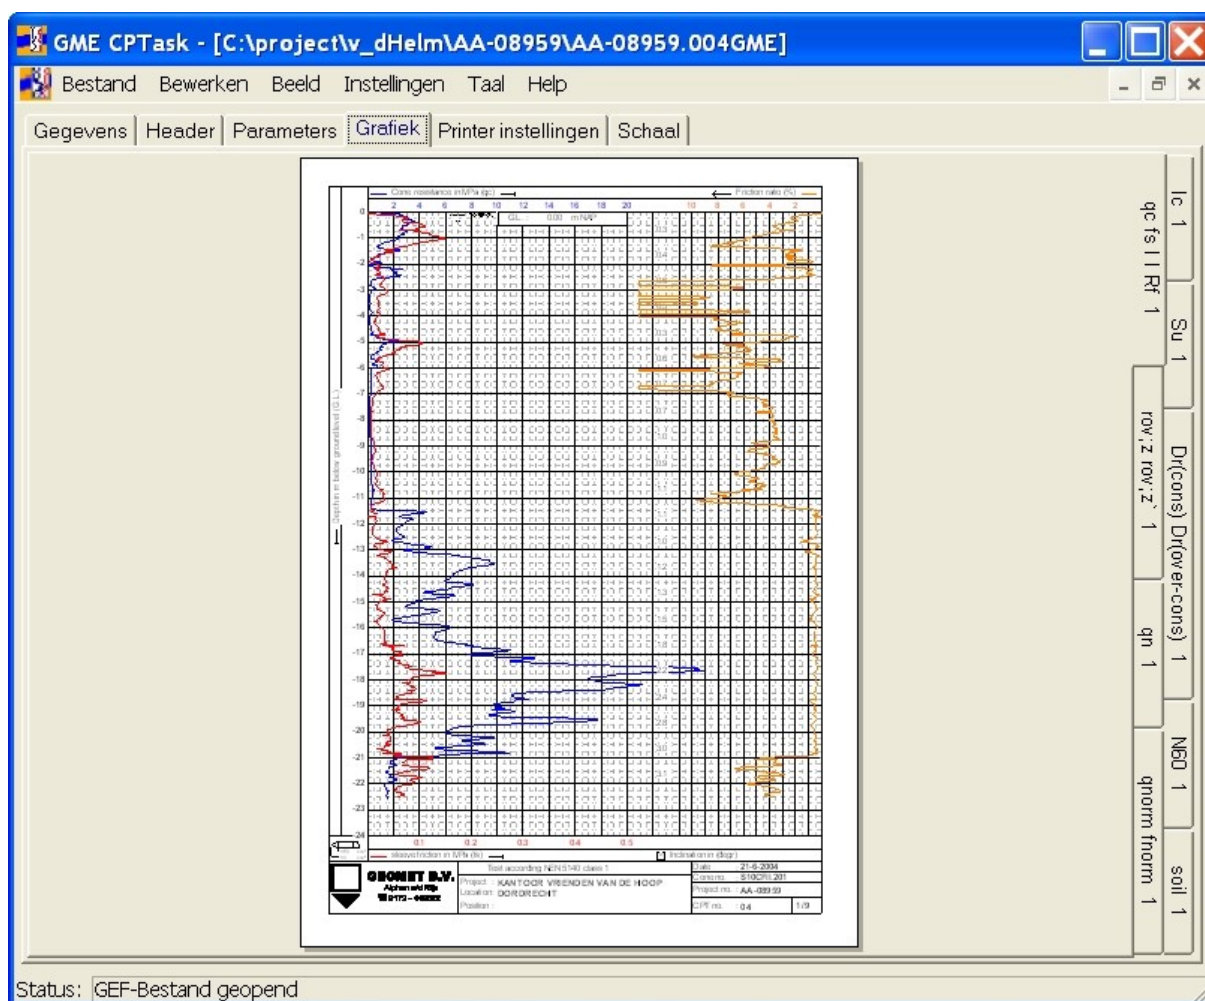 GME CPTask - [C:\project\v_dHelm\AA-08959\AA-08959.004GME]
Bestand Bewerken Beeld Instellingen Taal Help
Gegevens Header Parameters Grafiek Printer instellingen Schaal
Cone resistance in MPa (qc) Friction ratio (%)
2 4 6 8 10 12 14 16 18 20 10 8 6 4 2
G.L. : 0.00 m NAP
0
-1
-2
-3
-4
-5
-6
-7
-8
-9
-10
-11
-12
-13
-14
-15
-16
-17
-18
-19
-20
-21
-22
-23
-24
Depth in m below ground level (G.L.)
0.1 0.2 0.3 0.4 0.5
sleeve friction in MPa (fs) Inclination in (degr)
GEOMET B.V.
Alphen a/d Rijn
Test according NEN 5140 class 1
Project : KANTOOR VRIENDEN VAN DE HOOP
Location: DORDRECHT
Position :
Date : 21-6-2004
Cone no. : S10CFII.201
Project no. : AA-08959
CPT no. : 04 1/9
Ic 1
qc fs I I Rf 1
Su 1
rov;z rov;z` 1
Dr(cons) Dr(over-cons) 1
qn 1
N60 1
qnorm fnorm 1
soil 1
Status: GEF-Bestand geopend